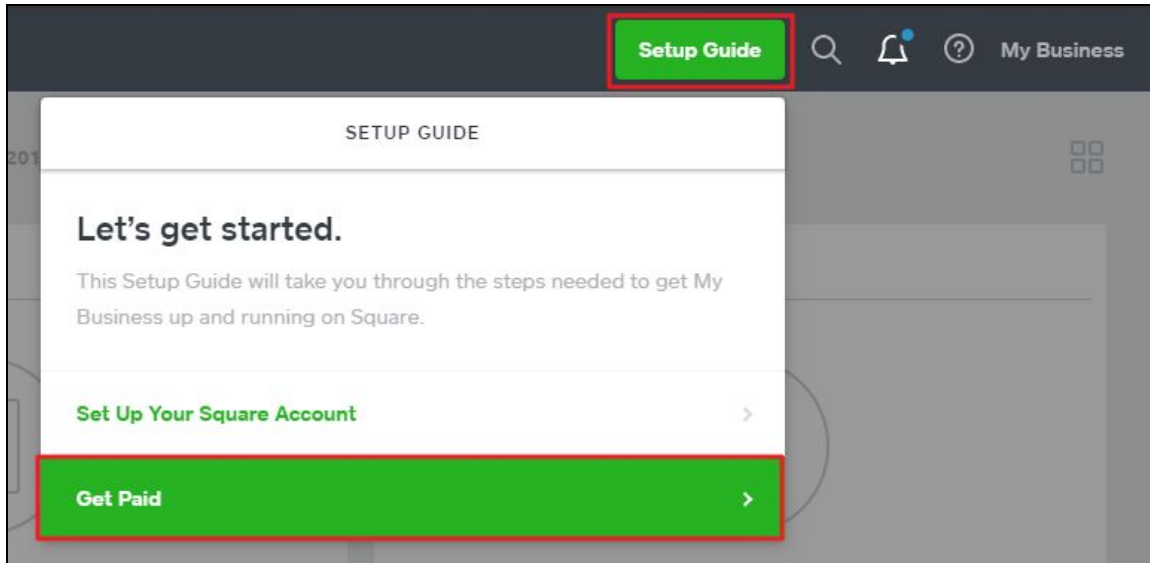 Setup Guide
My Business
201
SETUP GUIDE
Let's get started.
This Setup Guide will take you through the steps needed to get My
Business up and running on Square.
Set Up Your Square Account
Get Paid